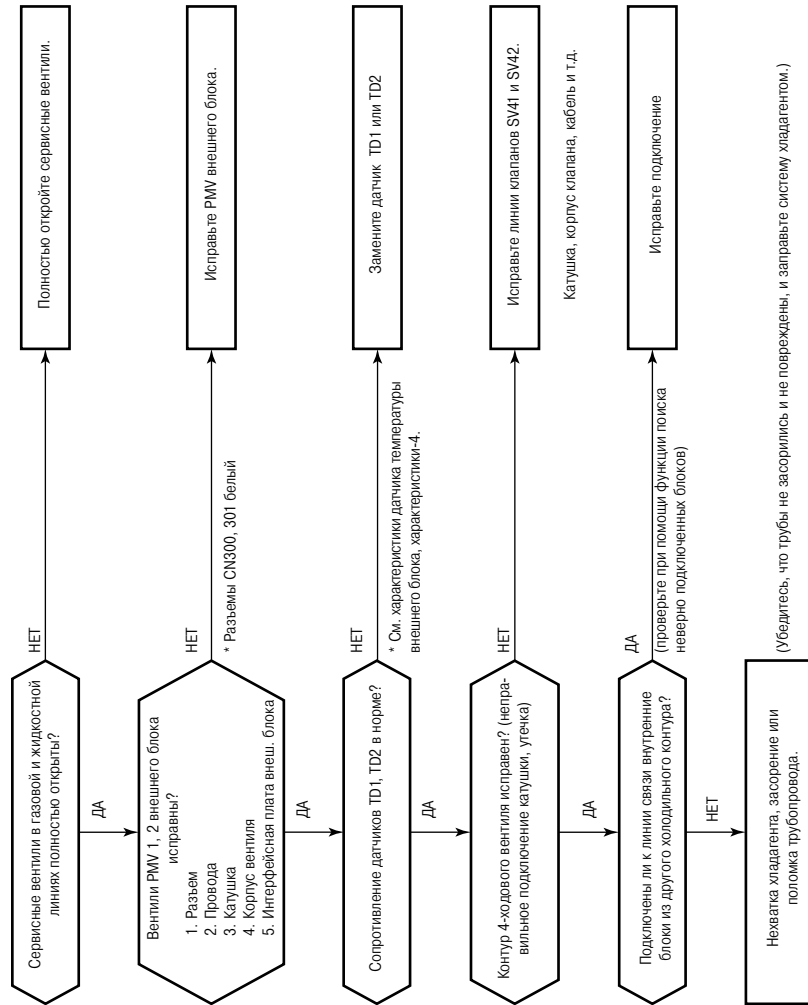 Сервисные вентили в газовой и жидкостной
линиях полностью открыты?
НЕТ
Полностью откройте сервисные вентили.
ДА
Вентили PMV 1, 2 внешнего блока
исправны?
1. Разъем
2. Провода
3. Катушка
4. Корпус вентиля
5. Интерфейсная плата внеш. блока
НЕТ
* Разъемы CN300, 301 белый
Исправьте PMV внешнего блока.
ДА
Сопротивление датчиков TD1, TD2 в норме?
НЕТ
* См. характеристики датчика температуры
внешнего блока, характеристики-4.
Замените датчик TD1 или TD2
ДА
Контур 4-ходового вентиля исправен? (непра-
вильное подключение катушки, утечка)
НЕТ
Исправьте линии клапанов SV41 и SV42.
Катушка, корпус клапана, кабель и т.д.
ДА
Подключены ли к линии связи внутренние
блоки из другого холодильного контура?
ДА
(проверьте при помощи функции поиска
неверно подключенных блоков)
Исправьте подключение
НЕТ
Нехватка хладагента, засорение или
поломка трубопровода.
(Убедитесь, что трубы не засорились и не повреждены, и заправьте систему хладагентом.)